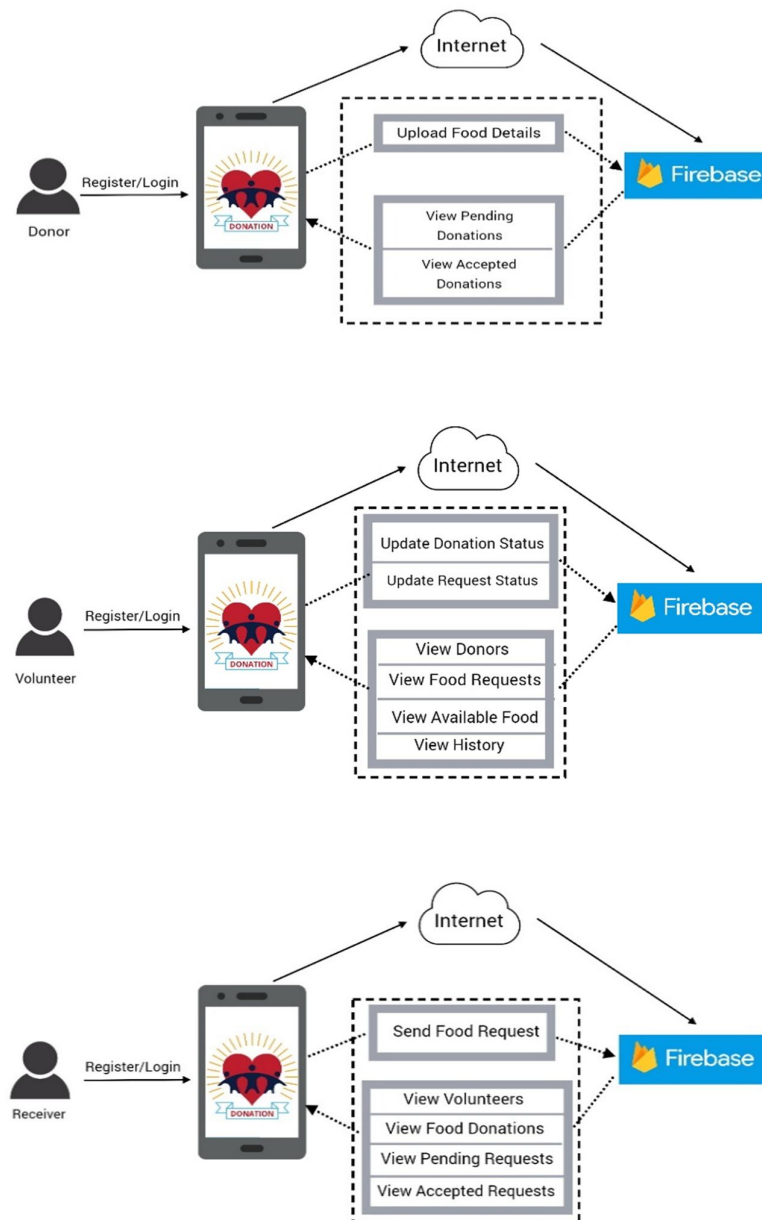 Internet
Upload Food Details
Register/Login
DONATION
Firebase
Donor
View Pending
Donations
View Accepted
Donations
Internet
Update Donation Status
Update Request Status
Register/Login
DONATION
Firebase
Volunteer
View Donors
View Food Requests
View Available Food
View History
Internet
Send Food Request
Register/Login
DONATION
Firebase
Receiver
View Volunteers
View Food Donations
View Pending Requests
View Accepted Requests